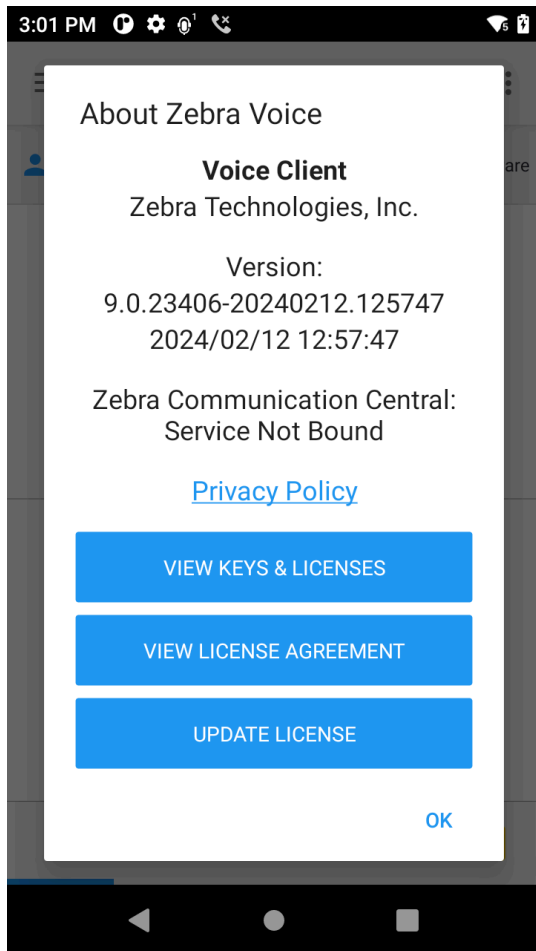 3:01 PM
About Zebra Voice
are
Voice Client
Zebra Technologies, Inc.
Version:
9.0.23406-20240212.125747
2024/02/12 12:57:47
Zebra Communication Central:
Service Not Bound
Privacy Policy
VIEW KEYS & LICENSES
VIEW LICENSE AGREEMENT
UPDATE LICENSE
OK